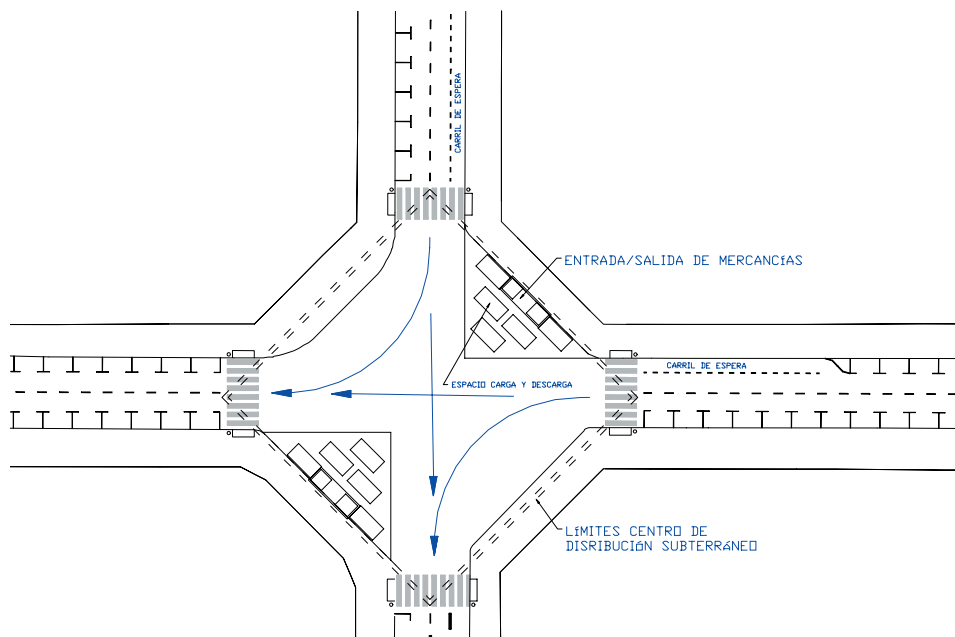 CARRIL DE ESPERA
ENTRADA/SALIDA DE MERCANCíAS
CARRIL DE ESPERA
ESPACIO CARGA Y DESCARGA
LíMITES CENTRO DE
DISRIBUCIóN SUBTERRáNEO